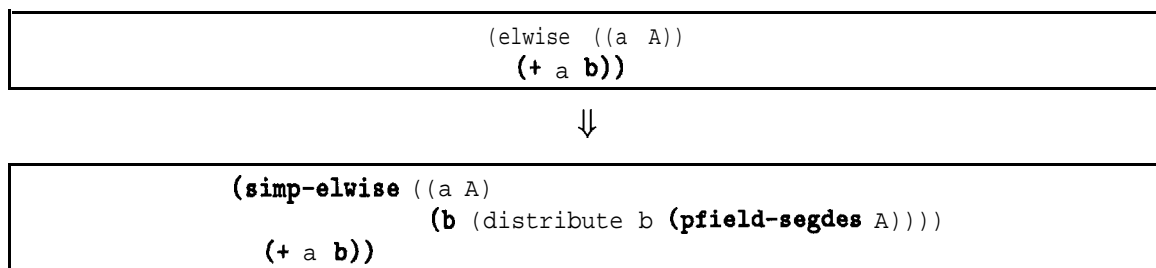 (elwise ((a A))
(+ a b))
⇓
(simp-elwise ((a A)
(b (distribute b (pfield-segdes A))))
(+ a b))